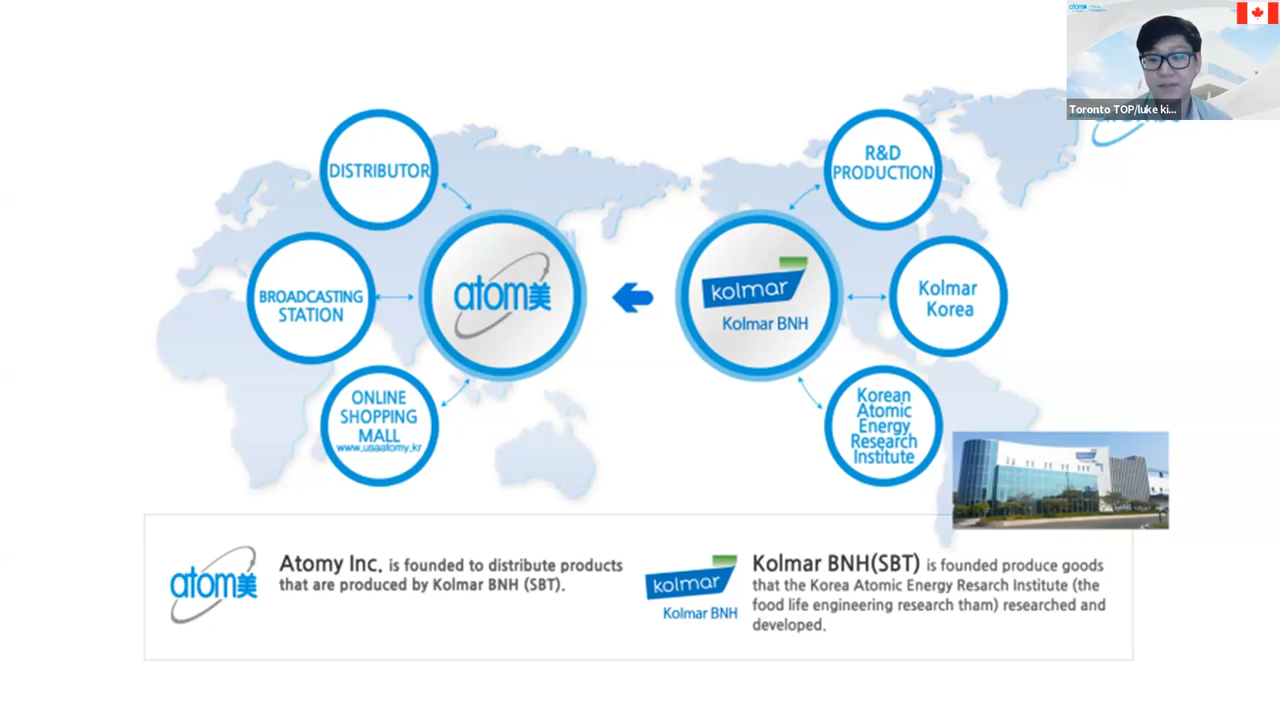 Toronto TOP/luke ki...
DISTRIBUTOR
R&D
PRODUCTION
BROADCASTING
STATION
atom美
kolmar
Kolmar BNH
Kolmar
Korea
ONLINE
SHOPPING
MALL
www.usaatomy.kr
Korean
Atomic
Energy
Research
Institute
atom美
Atomy Inc. is founded to distribute products
that are produced by Kolmar BNH (SBT).
kolmar
Kolmar BNH
Kolmar BNH(SBT) is founded produce goods
that the Korea Atomic Energy Resarch Institute (the
food life engineering research tham) researched and
developed.